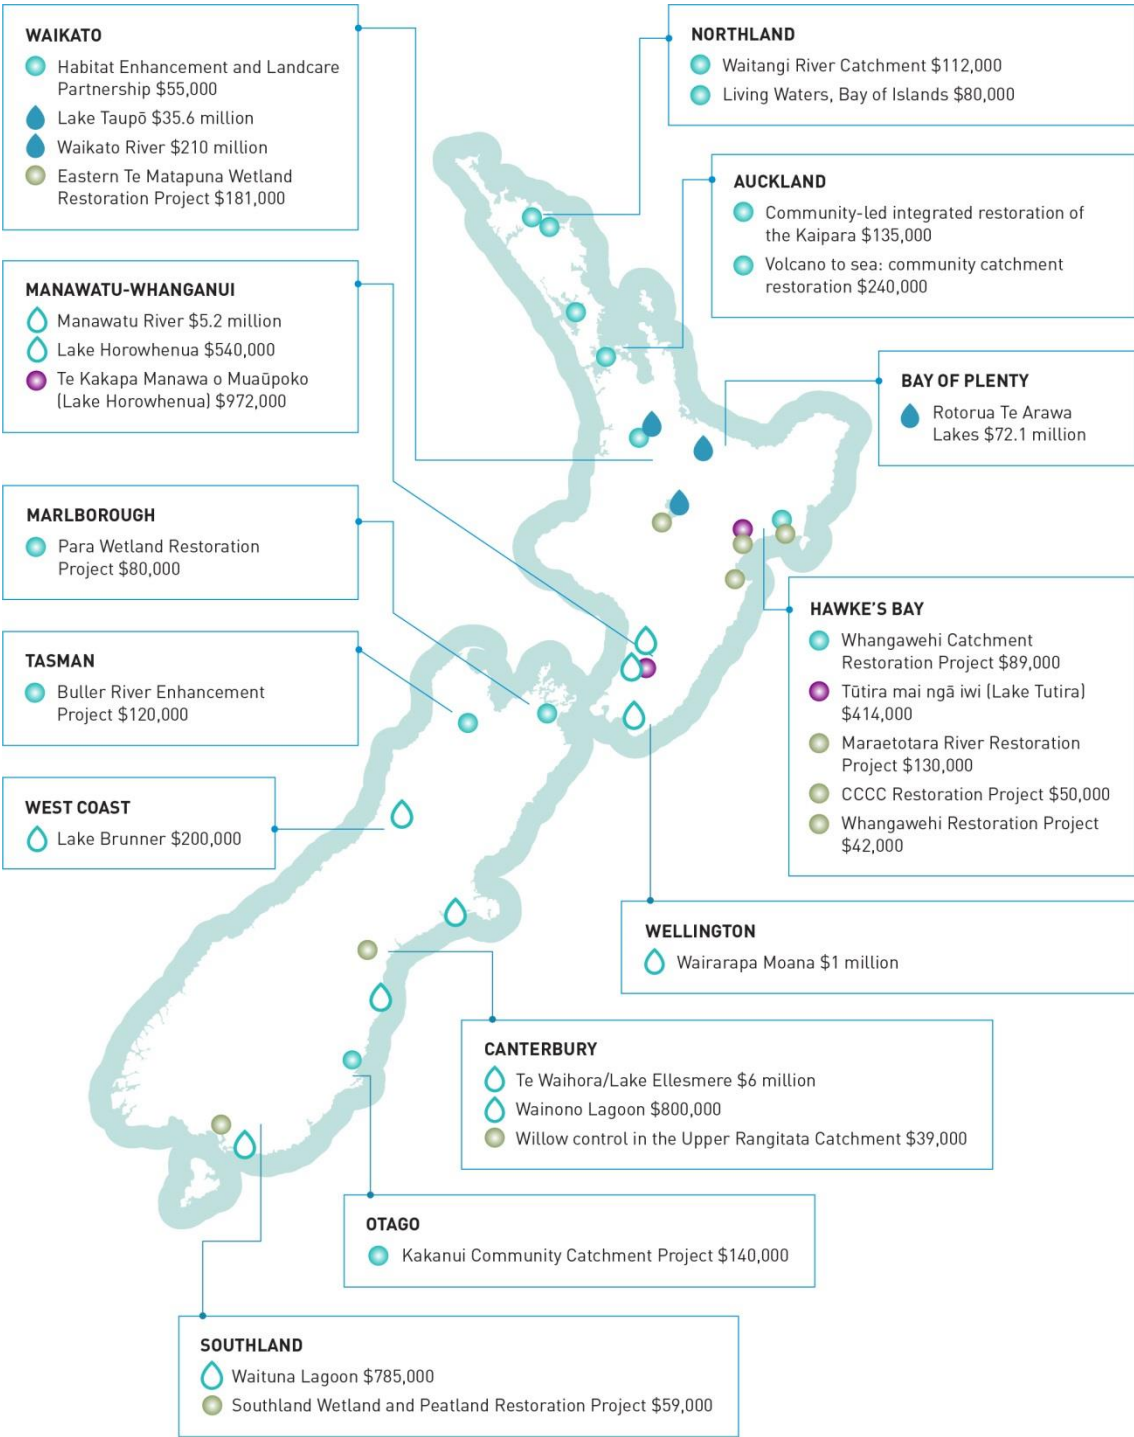 WAIKATO
Habitat Enhancement and Landcare
Partnership $55,000
Lake Taupō $35.6 million
Waikato River $210 million
Eastern Te Matapuna Wetland
Restoration Project $181,000
NORTHLAND
Waitangi River Catchment $112,000
Living Waters, Bay of Islands $80,000
AUCKLAND
Community-led integrated restoration of
the Kaipara $135,000
Volcano to sea: community catchment
restoration $240,000
MANAWATU-WHANGANUI
Manawatu River $5.2 million
Lake Horowhenua $540,000
Te Kakapa Manawa o Muaūpoko
(Lake Horowhenua) $972,000
BAY OF PLENTY
Rotorua Te Arawa
Lakes $72.1 million
MARLBOROUGH
Para Wetland Restoration
Project $80,000
HAWKE'S BAY
Whangawehi Catchment
Restoration Project $89,000
Tūtira mai ngā iwi (Lake Tutira)
$414,000
Maraetotara River Restoration
Project $130,000
CCCC Restoration Project $50,000
Whangawehi Restoration Project
$42,000
TASMAN
Buller River Enhancement
Project $120,000
WEST COAST
Lake Brunner $200,000
WELLINGTON
Wairarapa Moana $1 million
CANTERBURY
Te Waihora/Lake Ellesmere $6 million
Wainono Lagoon $800,000
Willow control in the Upper Rangitata Catchment $39,000
OTAGO
Kakanui Community Catchment Project $140,000
SOUTHLAND
Waituna Lagoon $785,000
Southland Wetland and Peatland Restoration Project $59,000